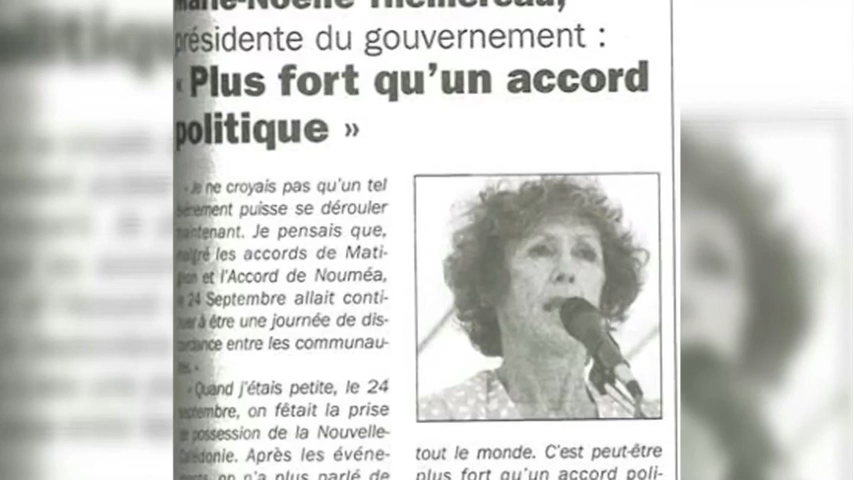 Marie-Noëlle Thémereau,
présidente du gouvernement :
« Plus fort qu'un accord
politique »
« Je ne croyais pas qu'un tel
événement puisse se dérouler
maintenant. Je pensais que,
malgré les accords de Mati-
gnon et l'Accord de Nouméa,
le 24 Septembre allait conti-
nuer à être une journée de dis-
cordance entre les communau-
tés. »
« Quand j'étais petite, le 24
septembre, on fêtait la prise
de possession de la Nouvelle-
Calédonie. Après les événe-
ments on n'a plus parlé de
tout le monde. C'est peut-être
plus fort qu'un accord poli-